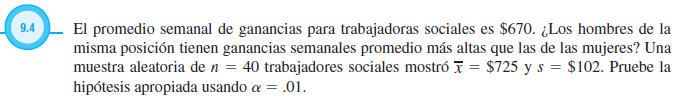 9.4 El promedio semanal de ganancias para trabajadoras sociales es $670. ¿Los hombres de la
misma posición tienen ganancias semanales promedio más altas que las de las mujeres? Una
muestra aleatoria de n = 40 trabajadores sociales mostró x̄ = $725 y s = $102. Pruebe la
hipótesis apropiada usando α = .01.